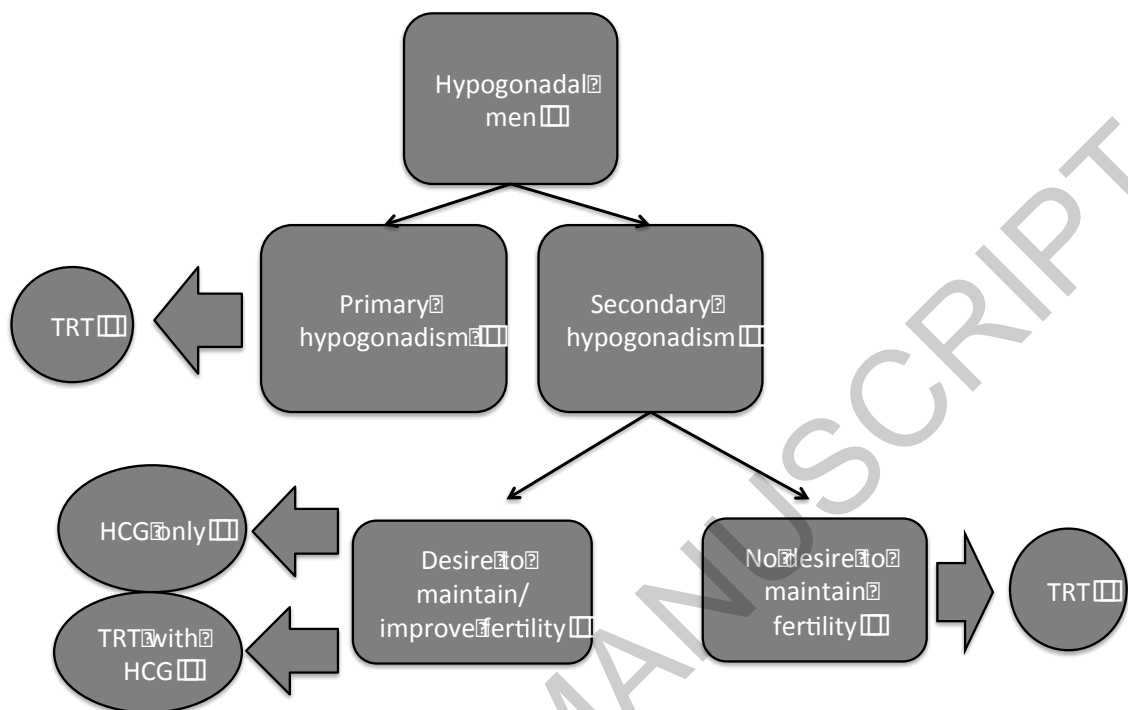 Hypogonadal
men
Primary
hypogonadism
Secondary
hypogonadism
TRT
HCG only
TRT with
HCG
Desire to
maintain/
improve fertility
No desire to
maintain
fertility
TRT
MANUSCRIPT